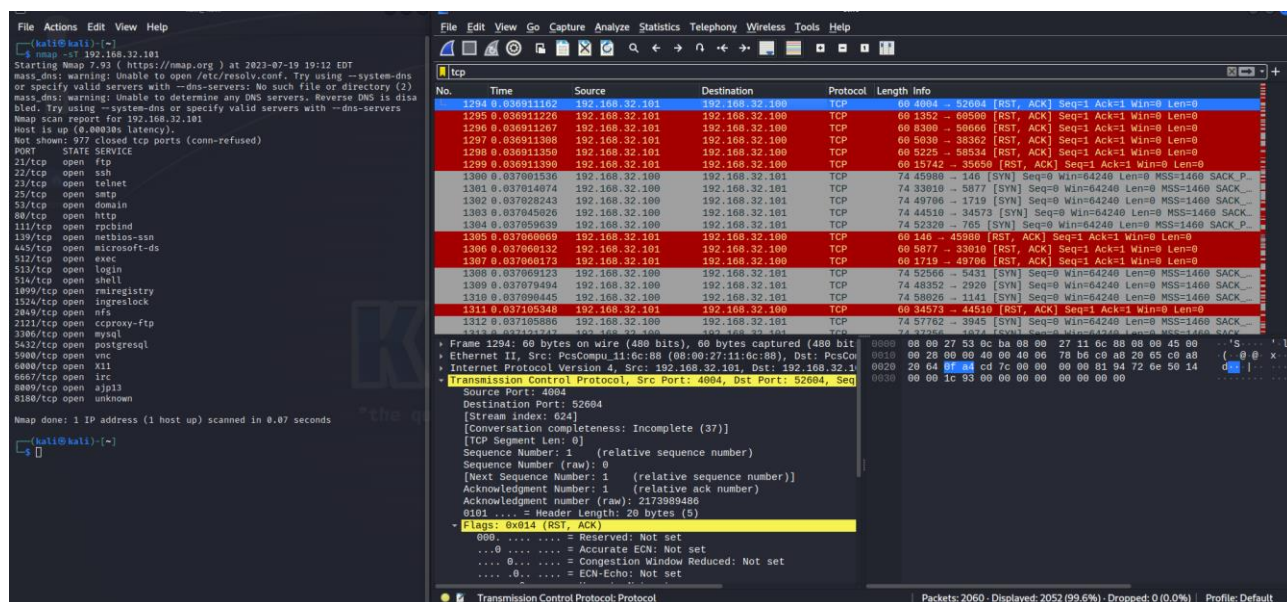 File Actions Edit View Help
(kali㉿kali)-[~]
$ nmap -sT 192.168.32.101
Starting Nmap 7.93 ( https://nmap.org ) at 2023-07-19 19:12 EDT
mass_dns: warning: Unable to open /etc/resolv.conf. Try using --system-dns
or specify valid servers with --dns-servers: No such file or directory (2)
mass_dns: warning: Unable to determine any DNS servers. Reverse DNS is disa
bled. Try using --system-dns or specify valid servers with --dns-servers
Nmap scan report for 192.168.32.101
Host is up (0.00030s latency).
Not shown: 977 closed tcp ports (conn-refused)
PORT STATE SERVICE
21/tcp open ftp
22/tcp open ssh
23/tcp open telnet
25/tcp open smtp
53/tcp open domain
80/tcp open http
111/tcp open rpcbind
139/tcp open netbios-ssn
445/tcp open microsoft-ds
512/tcp open exec
513/tcp open login
514/tcp open shell
1099/tcp open rmiregistry
1524/tcp open ingreslock
2049/tcp open nfs
2121/tcp open ccproxy-ftp
3306/tcp open mysql
5432/tcp open postgresql
5900/tcp open vnc
6000/tcp open X11
6667/tcp open irc
8009/tcp open ajp13
8180/tcp open unknown
Nmap done: 1 IP address (1 host up) scanned in 0.07 seconds
(kali㉿kali)-[~]
$
"the qu
File Edit View Go Capture Analyze Statistics Telephony Wireless Tools Help
tcp
No. Time Source Destination Protocol Length Info
1294 0.036911162 192.168.32.101 192.168.32.100 TCP 60 4004 → 52604 [RST, ACK] Seq=1 Ack=1 Win=0 Len=0
1295 0.036911226 192.168.32.101 192.168.32.100 TCP 60 1352 → 60500 [RST, ACK] Seq=1 Ack=1 Win=0 Len=0
1296 0.036911267 192.168.32.101 192.168.32.100 TCP 60 8300 → 50666 [RST, ACK] Seq=1 Ack=1 Win=0 Len=0
1297 0.036911308 192.168.32.101 192.168.32.100 TCP 60 5030 → 38362 [RST, ACK] Seq=1 Ack=1 Win=0 Len=0
1298 0.036911350 192.168.32.101 192.168.32.100 TCP 60 5225 → 58534 [RST, ACK] Seq=1 Ack=1 Win=0 Len=0
1299 0.036911390 192.168.32.101 192.168.32.100 TCP 60 15742 → 35650 [RST, ACK] Seq=1 Ack=1 Win=0 Len=0
1300 0.037001536 192.168.32.100 192.168.32.101 TCP 74 45980 → 146 [SYN] Seq=0 Win=64240 Len=0 MSS=1460 SACK_P…
1301 0.037014074 192.168.32.100 192.168.32.101 TCP 74 33010 → 5877 [SYN] Seq=0 Win=64240 Len=0 MSS=1460 SACK_…
1302 0.037028243 192.168.32.100 192.168.32.101 TCP 74 49706 → 1719 [SYN] Seq=0 Win=64240 Len=0 MSS=1460 SACK_…
1303 0.037045026 192.168.32.100 192.168.32.101 TCP 74 44510 → 34573 [SYN] Seq=0 Win=64240 Len=0 MSS=1460 SACK…
1304 0.037059639 192.168.32.100 192.168.32.101 TCP 74 52320 → 765 [SYN] Seq=0 Win=64240 Len=0 MSS=1460 SACK_P…
1305 0.037060069 192.168.32.101 192.168.32.100 TCP 60 146 → 45980 [RST, ACK] Seq=1 Ack=1 Win=0 Len=0
1306 0.037060132 192.168.32.101 192.168.32.100 TCP 60 5877 → 33010 [RST, ACK] Seq=1 Ack=1 Win=0 Len=0
1307 0.037060173 192.168.32.101 192.168.32.100 TCP 60 1719 → 49706 [RST, ACK] Seq=1 Ack=1 Win=0 Len=0
1308 0.037069123 192.168.32.100 192.168.32.101 TCP 74 52566 → 5431 [SYN] Seq=0 Win=64240 Len=0 MSS=1460 SACK_…
1309 0.037079494 192.168.32.100 192.168.32.101 TCP 74 48352 → 2920 [SYN] Seq=0 Win=64240 Len=0 MSS=1460 SACK_…
1310 0.037090445 192.168.32.100 192.168.32.101 TCP 74 58026 → 1141 [SYN] Seq=0 Win=64240 Len=0 MSS=1460 SACK_…
1311 0.037105348 192.168.32.101 192.168.32.100 TCP 60 34573 → 44510 [RST, ACK] Seq=1 Ack=1 Win=0 Len=0
1312 0.037105886 192.168.32.100 192.168.32.101 TCP 74 57762 → 3945 [SYN] Seq=0 Win=64240 Len=0 MSS=1460 SACK_…
Frame 1294: 60 bytes on wire (480 bits), 60 bytes captured (480 bit
Ethernet II, Src: PcsCompu_11:6c:88 (08:00:27:11:6c:88), Dst: PcsCo
Internet Protocol Version 4, Src: 192.168.32.101, Dst: 192.168.32.1
Transmission Control Protocol, Src Port: 4004, Dst Port: 52604, Seq
Source Port: 4004
Destination Port: 52604
[Stream index: 624]
[Conversation completeness: Incomplete (37)]
[TCP Segment Len: 0]
Sequence Number: 1 (relative sequence number)
Sequence Number (raw): 0
[Next Sequence Number: 1 (relative sequence number)]
Acknowledgment Number: 1 (relative ack number)
Acknowledgment number (raw): 2173989486
0101 .... = Header Length: 20 bytes (5)
Flags: 0x014 (RST, ACK)
000. .... .... = Reserved: Not set
...0 .... .... = Accurate ECN: Not set
.... 0... .... = Congestion Window Reduced: Not set
.... .0.. .... = ECN-Echo: Not set
0000 08 00 27 53 0c ba 08 00 27 11 6c 88 08 00 45 00
0010 00 28 00 00 40 00 40 06 78 b6 c0 a8 20 65 c0 a8
0020 20 64 0f a4 cd 7c 00 00 00 00 81 94 72 6e 50 14
0030 00 00 1c 93 00 00 00 00 00 00 00 00
Transmission Control Protocol: Protocol
Packets: 2060 · Displayed: 2052 (99.6%) · Dropped: 0 (0.0%)
Profile: Default